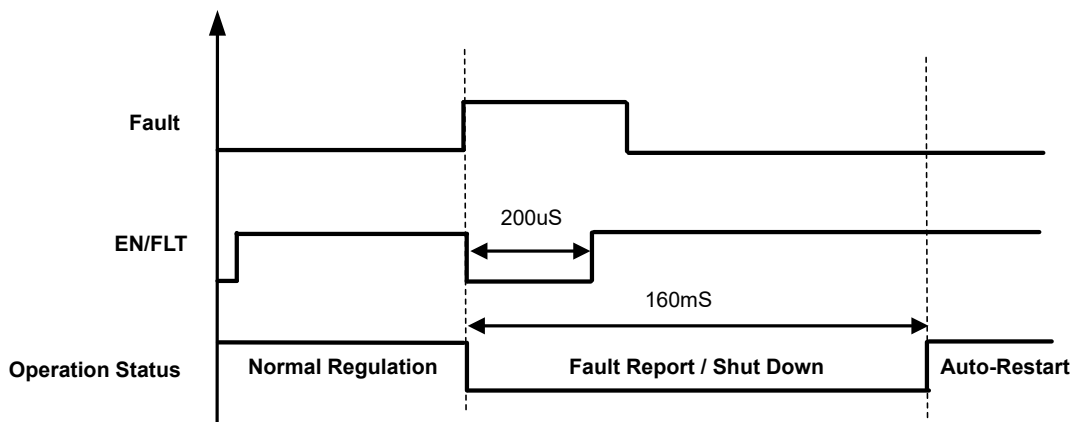 Fault
200uS
EN/FLT
160mS
Operation Status
Normal Regulation
Fault Report / Shut Down
Auto-Restart